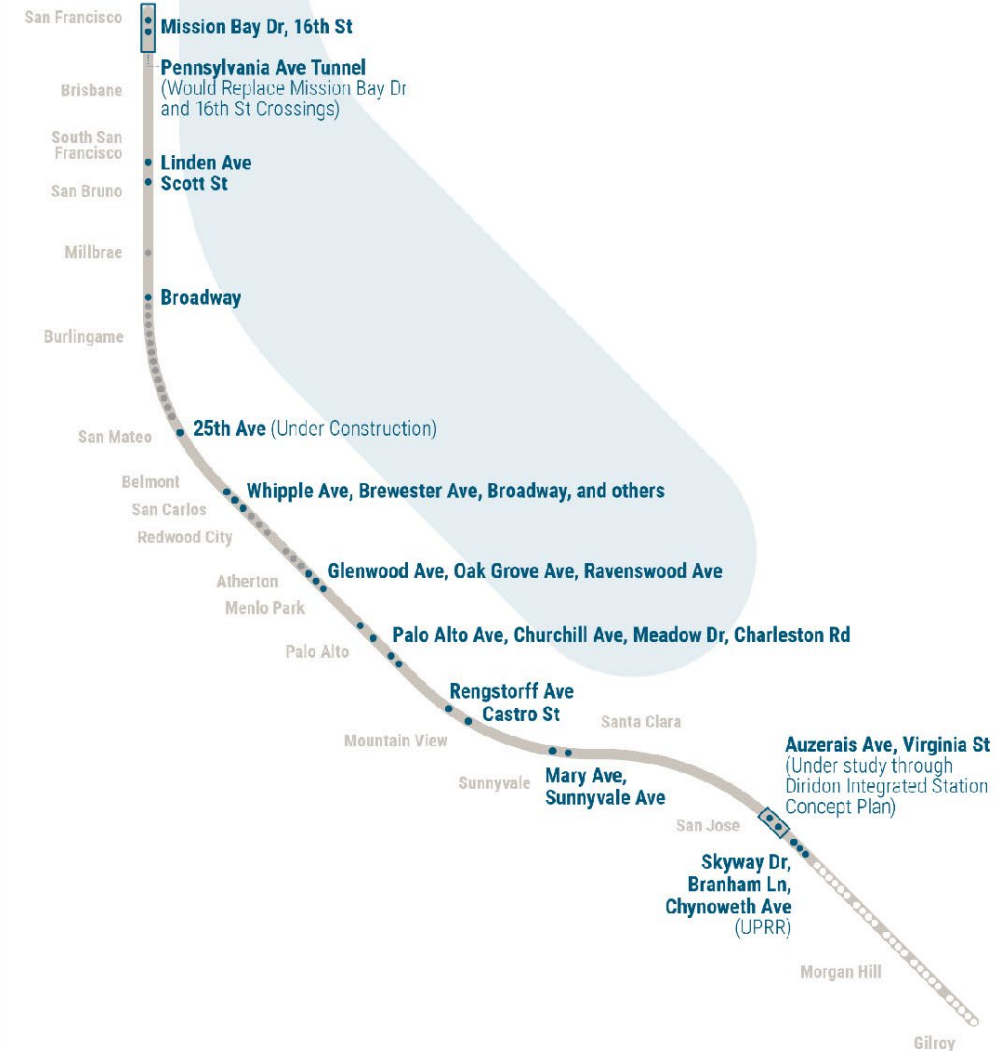 San Francisco
Mission Bay Dr, 16th St
Pennsylvania Ave Tunnel
(Would Replace Mission Bay Dr
and 16th St Crossings)
Brisbane
South San
Francisco
Linden Ave
Scott St
San Bruno
Millbrae
Broadway
Burlingame
25th Ave (Under Construction)
San Mateo
Belmont
Whipple Ave, Brewester Ave, Broadway, and others
San Carlos
Redwood City
Glenwood Ave, Oak Grove Ave, Ravenswood Ave
Atherton
Menlo Park
Palo Alto Ave, Churchill Ave, Meadow Dr, Charleston Rd
Palo Alto
Rengstorff Ave
Castro St
Santa Clara
Mountain View
Auzerais Ave, Virginia St
(Under study through
Diridon Integrated Station
Concept Plan)
Sunnyvale
Mary Ave,
Sunnyvale Ave
San Jose
Skyway Dr,
Branham Ln,
Chynoweth Ave
(UPRR)
Morgan Hill
Gilroy